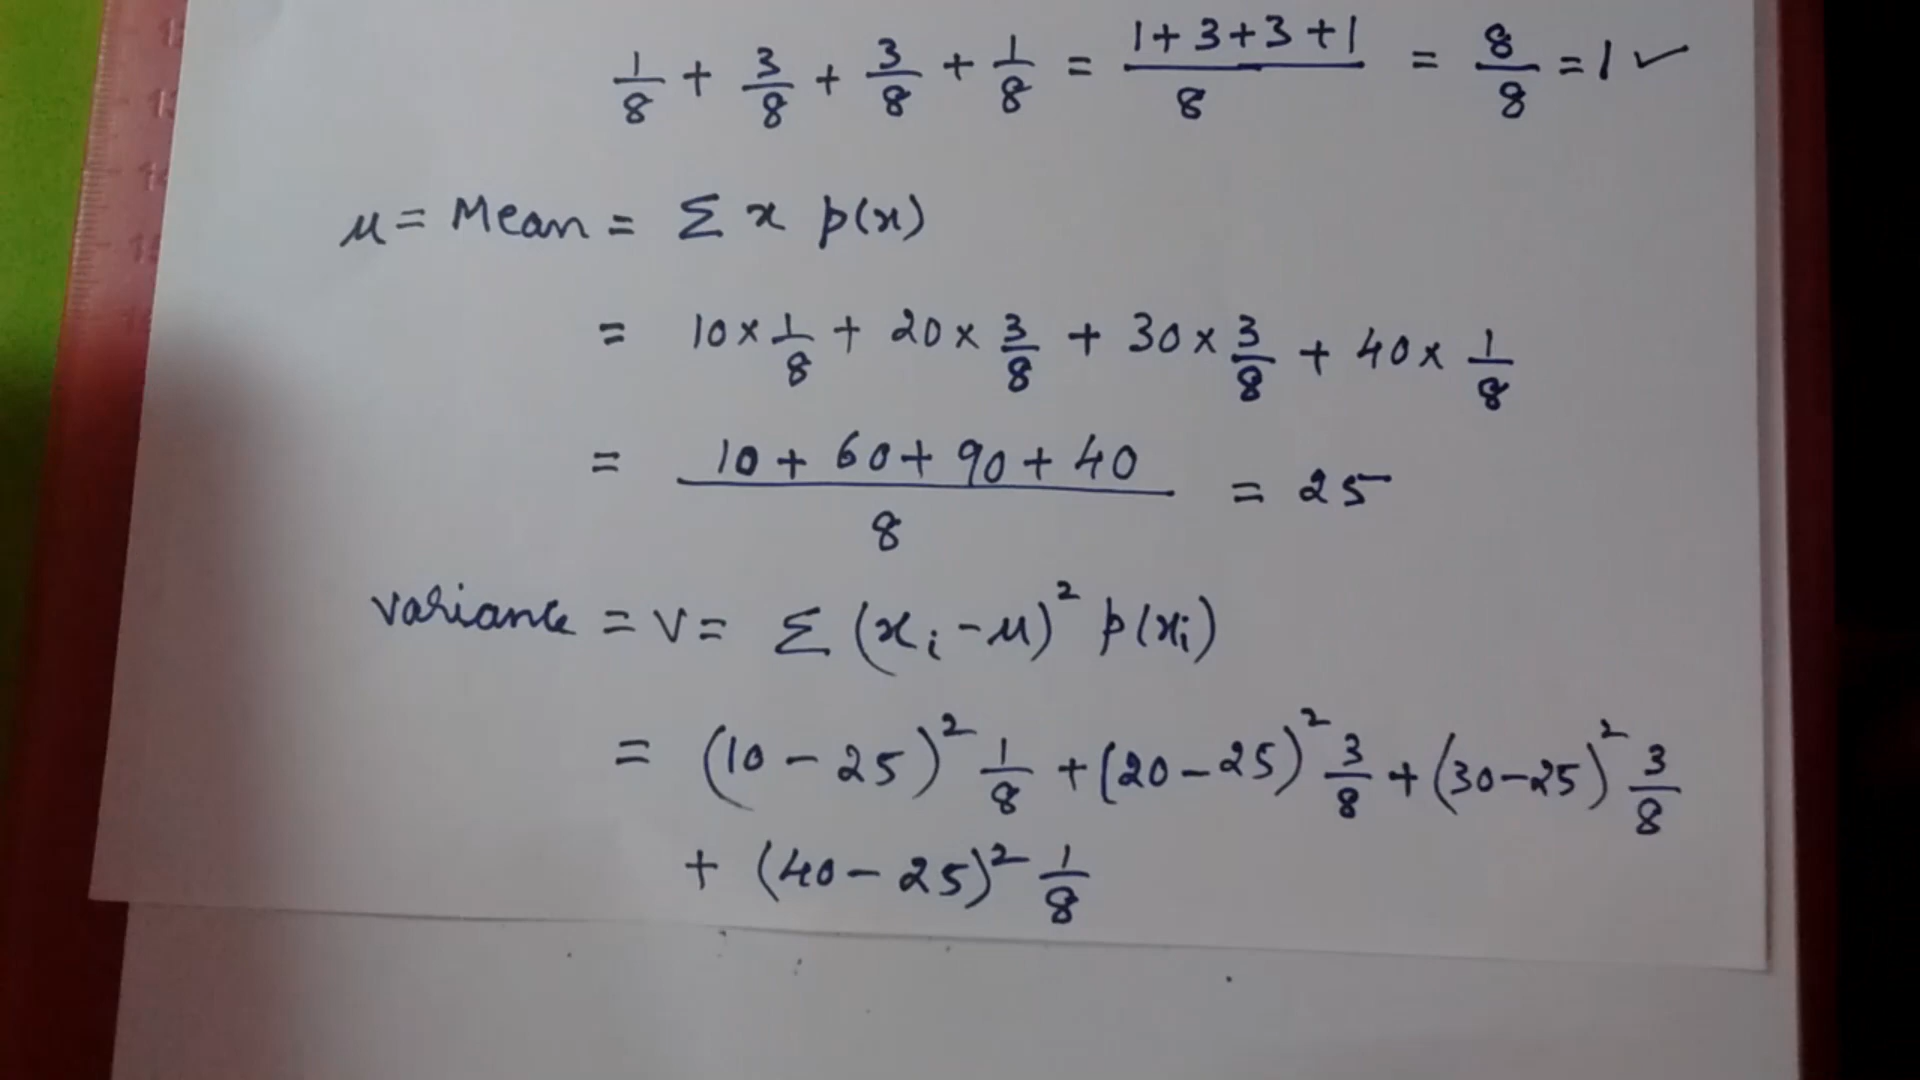 1/8 + 3/8 + 3/8 + 1/8 = (1+3+3+1)/8 = 8/8 = 1 ✓
μ = Mean = Σ x p(x)
= 10 × 1/8 + 20 × 3/8 + 30 × 3/8 + 40 × 1/8
= (10 + 60 + 90 + 40)/8 = 25
variance = V = Σ (xᵢ - μ)² p(xᵢ)
= (10 - 25)² 1/8 + (20 - 25)² 3/8 + (30 - 25)² 3/8
+ (40 - 25)² 1/8